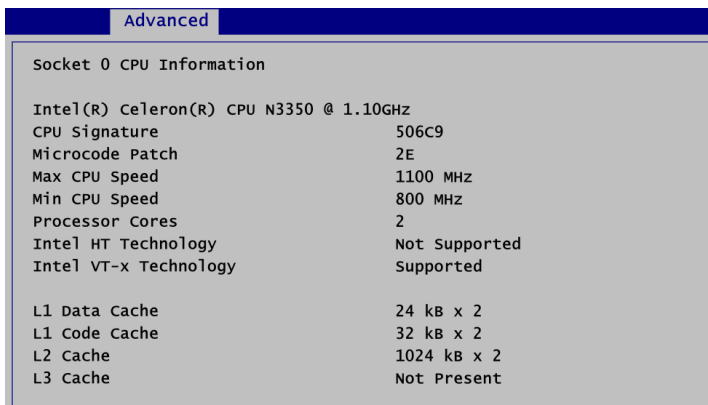 Advanced
Socket 0 CPU Information
Intel(R) Celeron(R) CPU N3350 @ 1.10GHz
CPU Signature 506C9
Microcode Patch 2E
Max CPU Speed 1100 MHz
Min CPU Speed 800 MHz
Processor Cores 2
Intel HT Technology Not Supported
Intel VT-x Technology Supported
L1 Data Cache 24 kB x 2
L1 Code Cache 32 kB x 2
L2 Cache 1024 kB x 2
L3 Cache Not Present